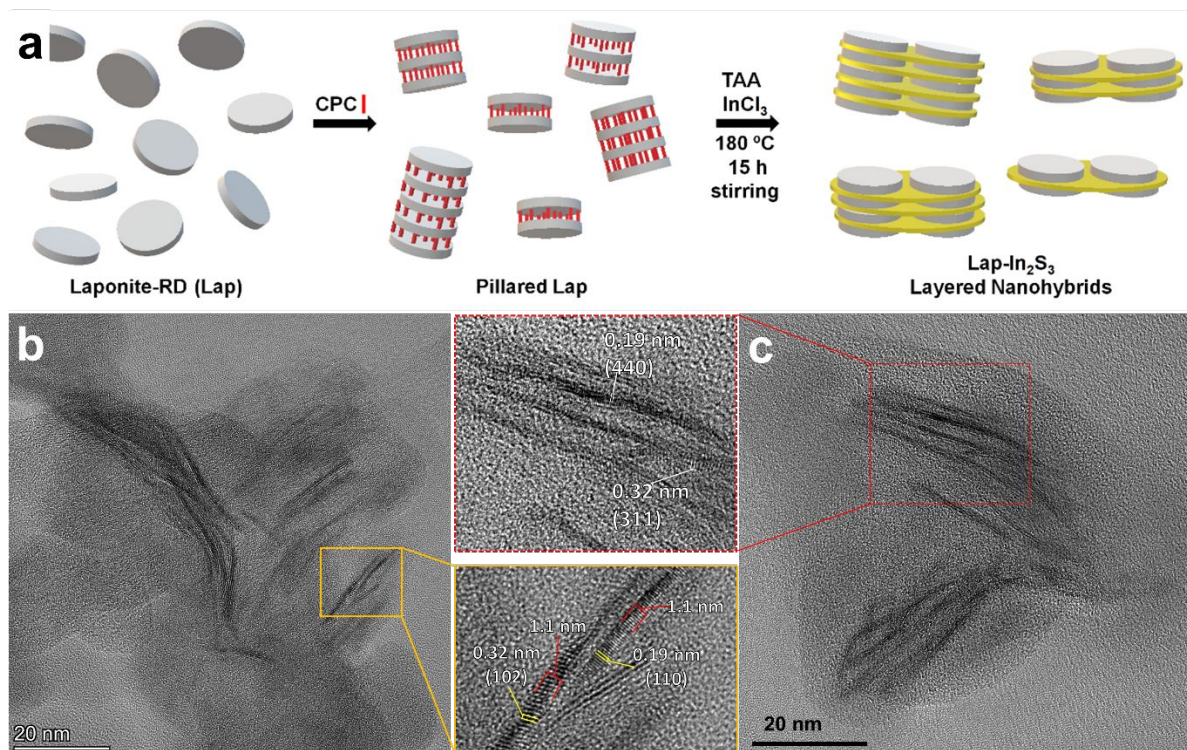 a
CPC
TAA
InCl₃
180 ºC
15 h
stirring
Laponite-RD (Lap)
Pillared Lap
Lap-In₂S₃
Layered Nanohybrids
b
20 nm
0.19 nm
(440)
0.32 nm
(311)
1.1 nm
1.1 nm
0.32 nm
(102)
0.19 nm
(110)
c
20 nm